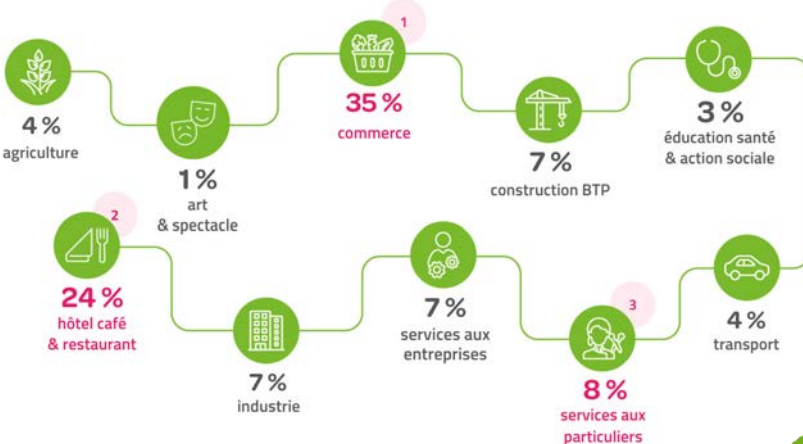 1
4 %
agriculture
1 %
art
& spectacle
35 %
commerce
7 %
construction BTP
3 %
éducation santé
& action sociale
2
24 %
hôtel café
& restaurant
7 %
industrie
7 %
services aux
entreprises
3
8 %
services aux
particuliers
4 %
transport